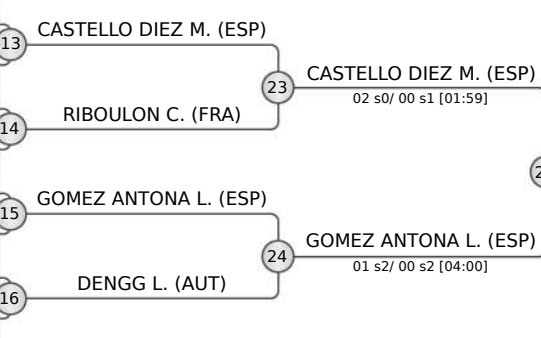 CASTELLO DIEZ M. (ESP)
13
23
CASTELLO DIEZ M. (ESP)
02 s0/ 00 s1 [01:59]
RIBOULON C. (FRA)
14
GOMEZ ANTONA L. (ESP)
15
24
GOMEZ ANTONA L. (ESP)
01 s2/ 00 s2 [04:00]
DENGG L. (AUT)
16